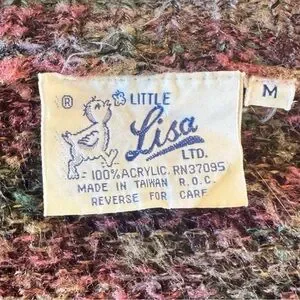 ® LITTLE
Lisa
LTD.
M
100% ACRYLIC. RN37095
MADE IN TAIWAN R.O.C.
REVERSE FOR CARE